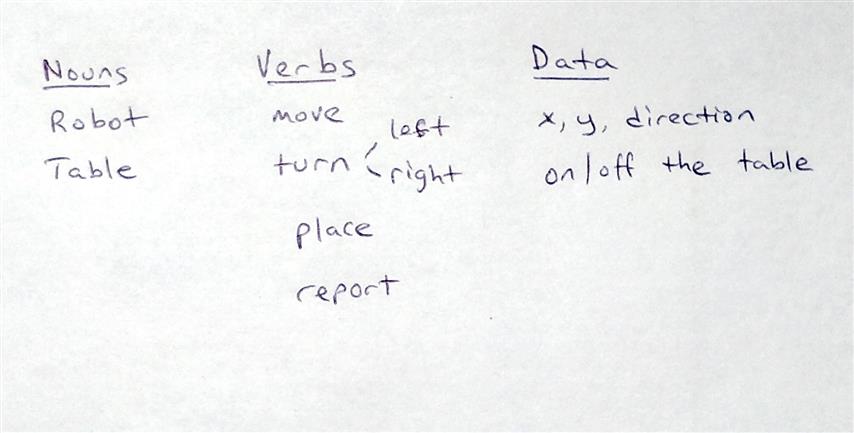 Nouns Verbs Data
Robot move x, y, direction
left
Table turn on/off the table
right
place
report